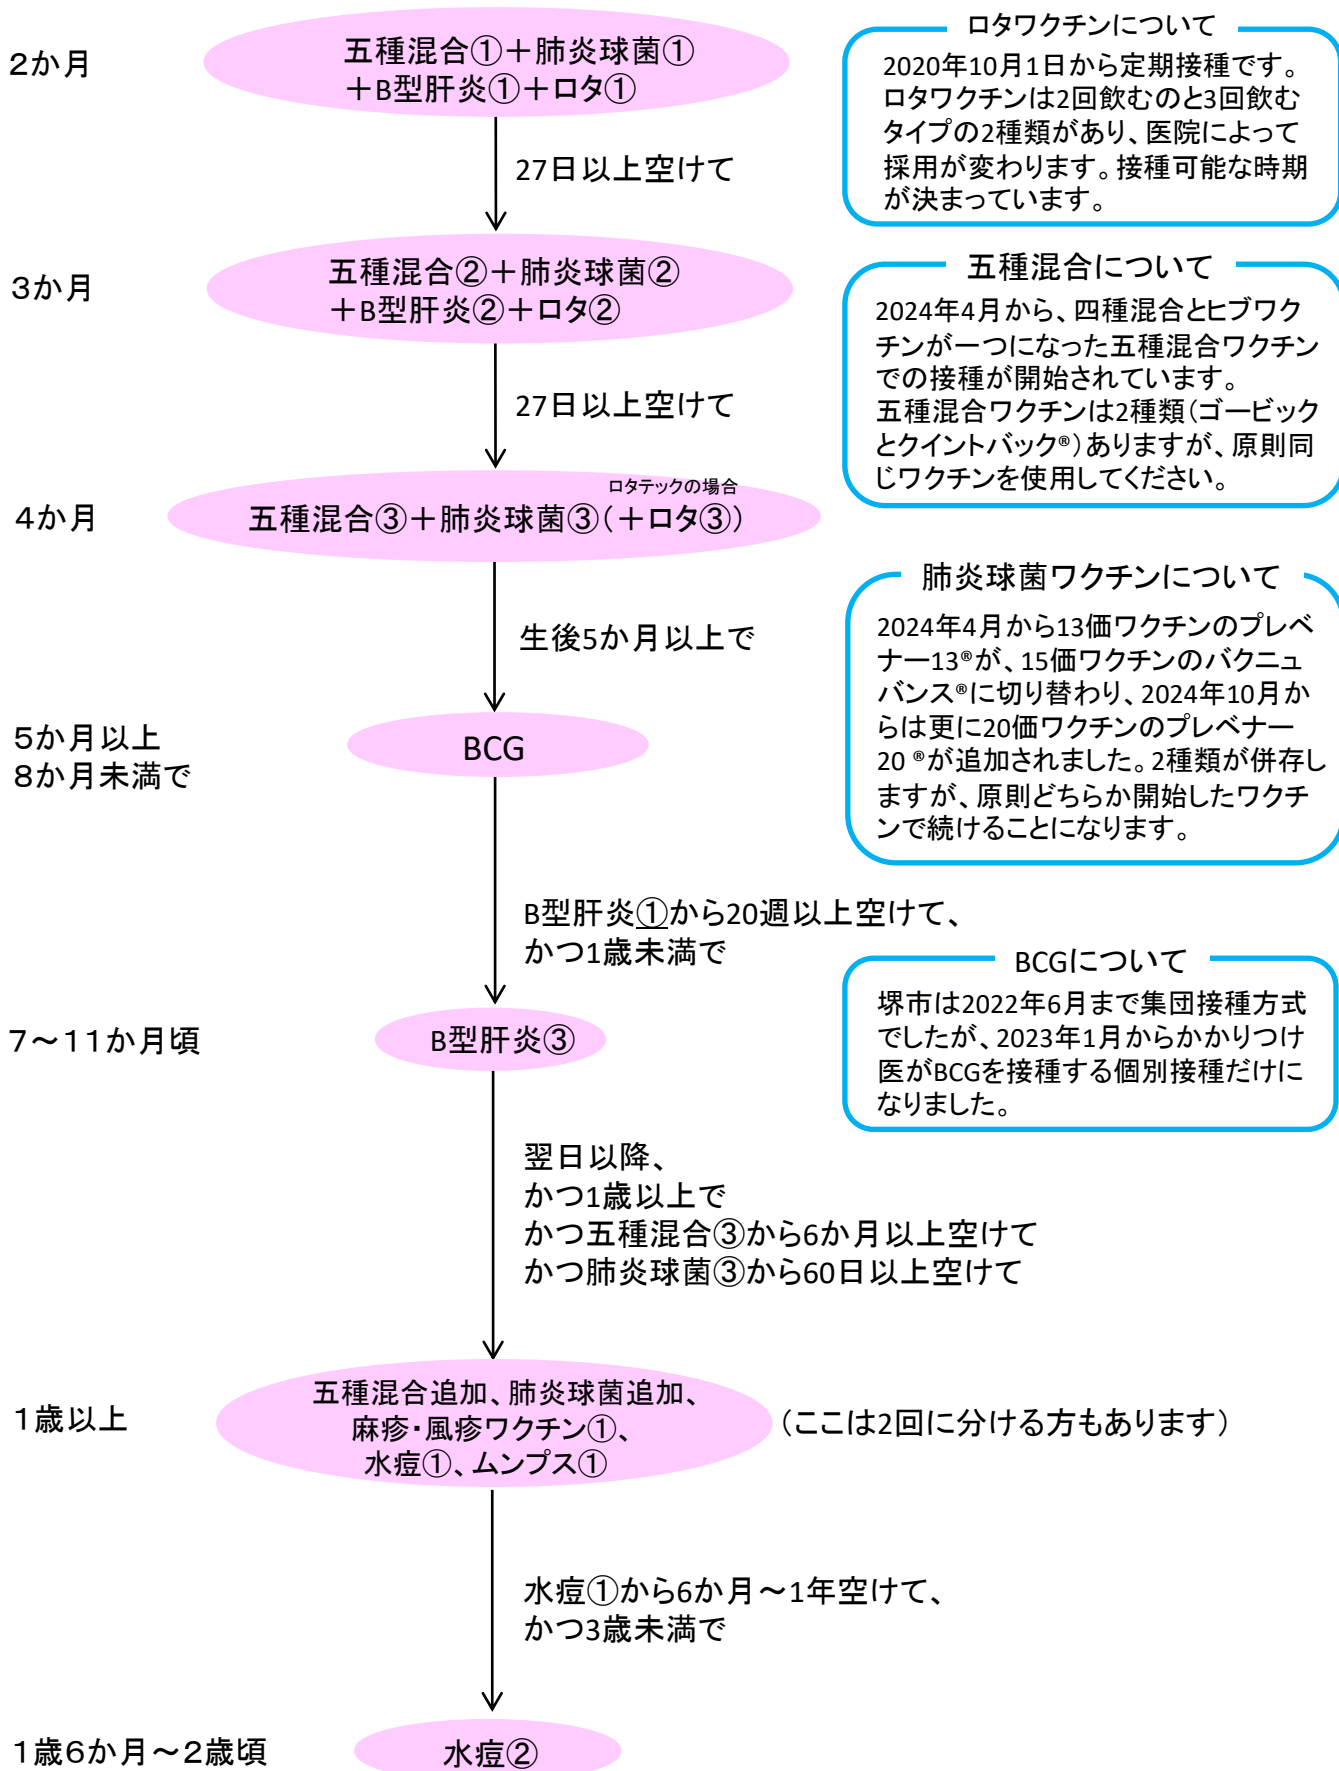 2か月
五種混合①＋肺炎球菌①
＋B型肝炎①＋ロタ①
27日以上空けて
3か月
五種混合②＋肺炎球菌②
＋B型肝炎②＋ロタ②
27日以上空けて
4か月
ロタテックの場合
五種混合③＋肺炎球菌③（＋ロタ③）
生後5か月以上で
5か月以上
8か月未満で
BCG
B型肝炎①から20週以上空けて、
かつ1歳未満で
7～11か月頃
B型肝炎③
翌日以降、
かつ1歳以上で
かつ五種混合③から6か月以上空けて
かつ肺炎球菌③から60日以上空けて
1歳以上
五種混合追加、肺炎球菌追加、
麻疹・風疹ワクチン①、
水痘①、ムンプス①
（ここは2回に分ける方もあります）
水痘①から6か月～1年空けて、
かつ3歳未満で
1歳6か月～2歳頃
水痘②
ロタワクチンについて
2020年10月1日から定期接種です。
ロタワクチンは2回飲むのと3回飲む
タイプの2種類があり、医院によって
採用が変わります。接種可能な時期
が決まっています。
五種混合について
2024年4月から、四種混合とヒブワク
チンが一つになった五種混合ワクチン
での接種が開始されています。
五種混合ワクチンは2種類（ゴービック
とクイントバック®）ありますが、原則同
じワクチンを使用してください。
肺炎球菌ワクチンについて
2024年4月から13価ワクチンのプレベ
ナー13®が、15価ワクチンのバクニュ
バンス®に切り替わり、2024年10月か
らは更に20価ワクチンのプレベナー
20 ®が追加されました。2種類が併存し
ますが、原則どちらか開始したワクチ
ンで続けることになります。
BCGについて
堺市は2022年6月まで集団接種方式
でしたが、2023年1月からかかりつけ
医がBCGを接種する個別接種だけに
なりました。